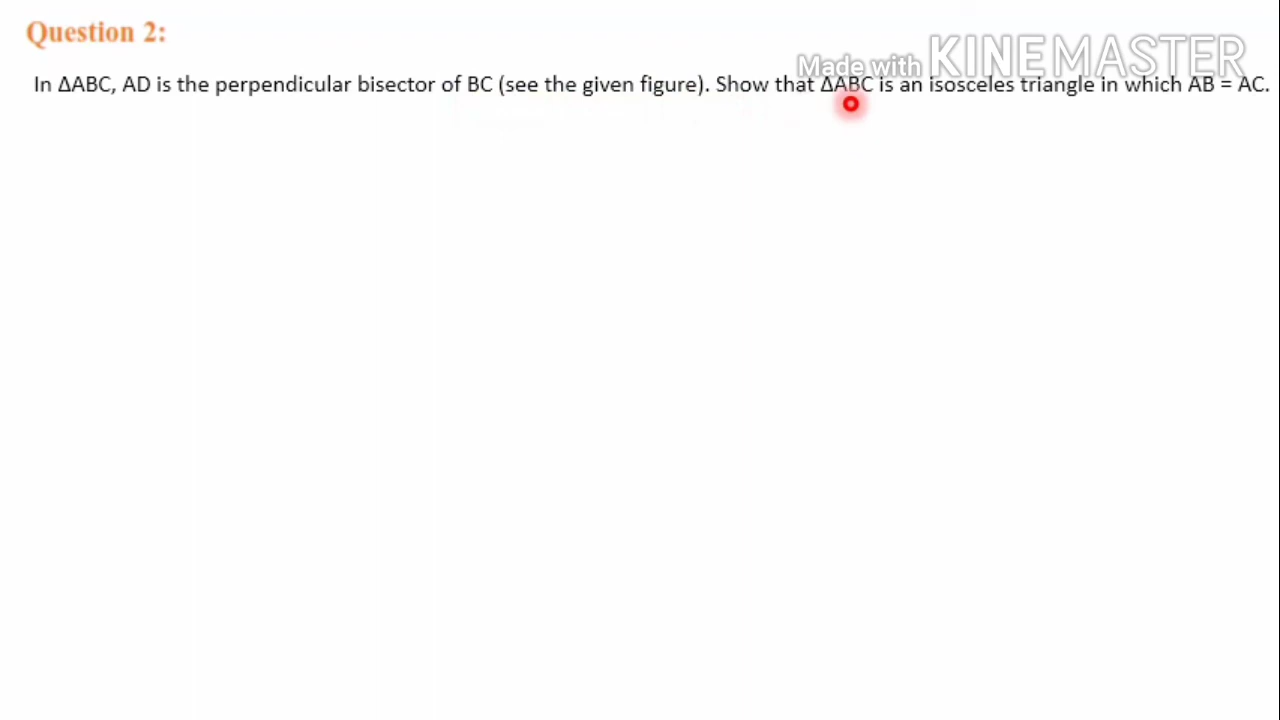 Question 2:
Made with KINEMASTER
In ΔABC, AD is the perpendicular bisector of BC (see the given figure). Show that ΔABC is an isosceles triangle in which AB = AC.